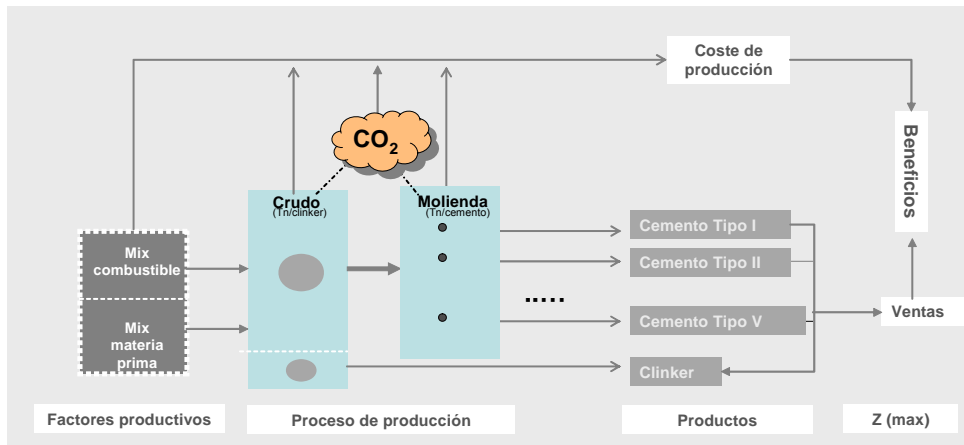 Coste de
producción
CO2
Beneficios
Crudo
(Tn/clinker)
Molienda
(Tn/cemento)
Cemento Tipo I
Mix
combustible
Cemento Tipo II
.....
Ventas
Mix
materia
prima
Cemento Tipo V
Clinker
Factores productivos
Proceso de producción
Productos
Z (max)